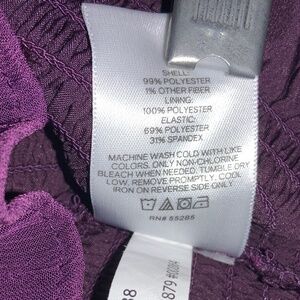 SHELL:
99% POLYESTER
1% OTHER FIBER
LINING:
100% POLYESTER
ELASTIC:
69% POLYESTER
31% SPANDEX
MACHINE WASH COLD WITH LIKE
COLORS. ONLY NON-CHLORINE
BLEACH WHEN NEEDED. TUMBLE DRY
LOW. REMOVE PROMPTLY. COOL
IRON ON REVERSE SIDE ONLY
RN# 55285
879